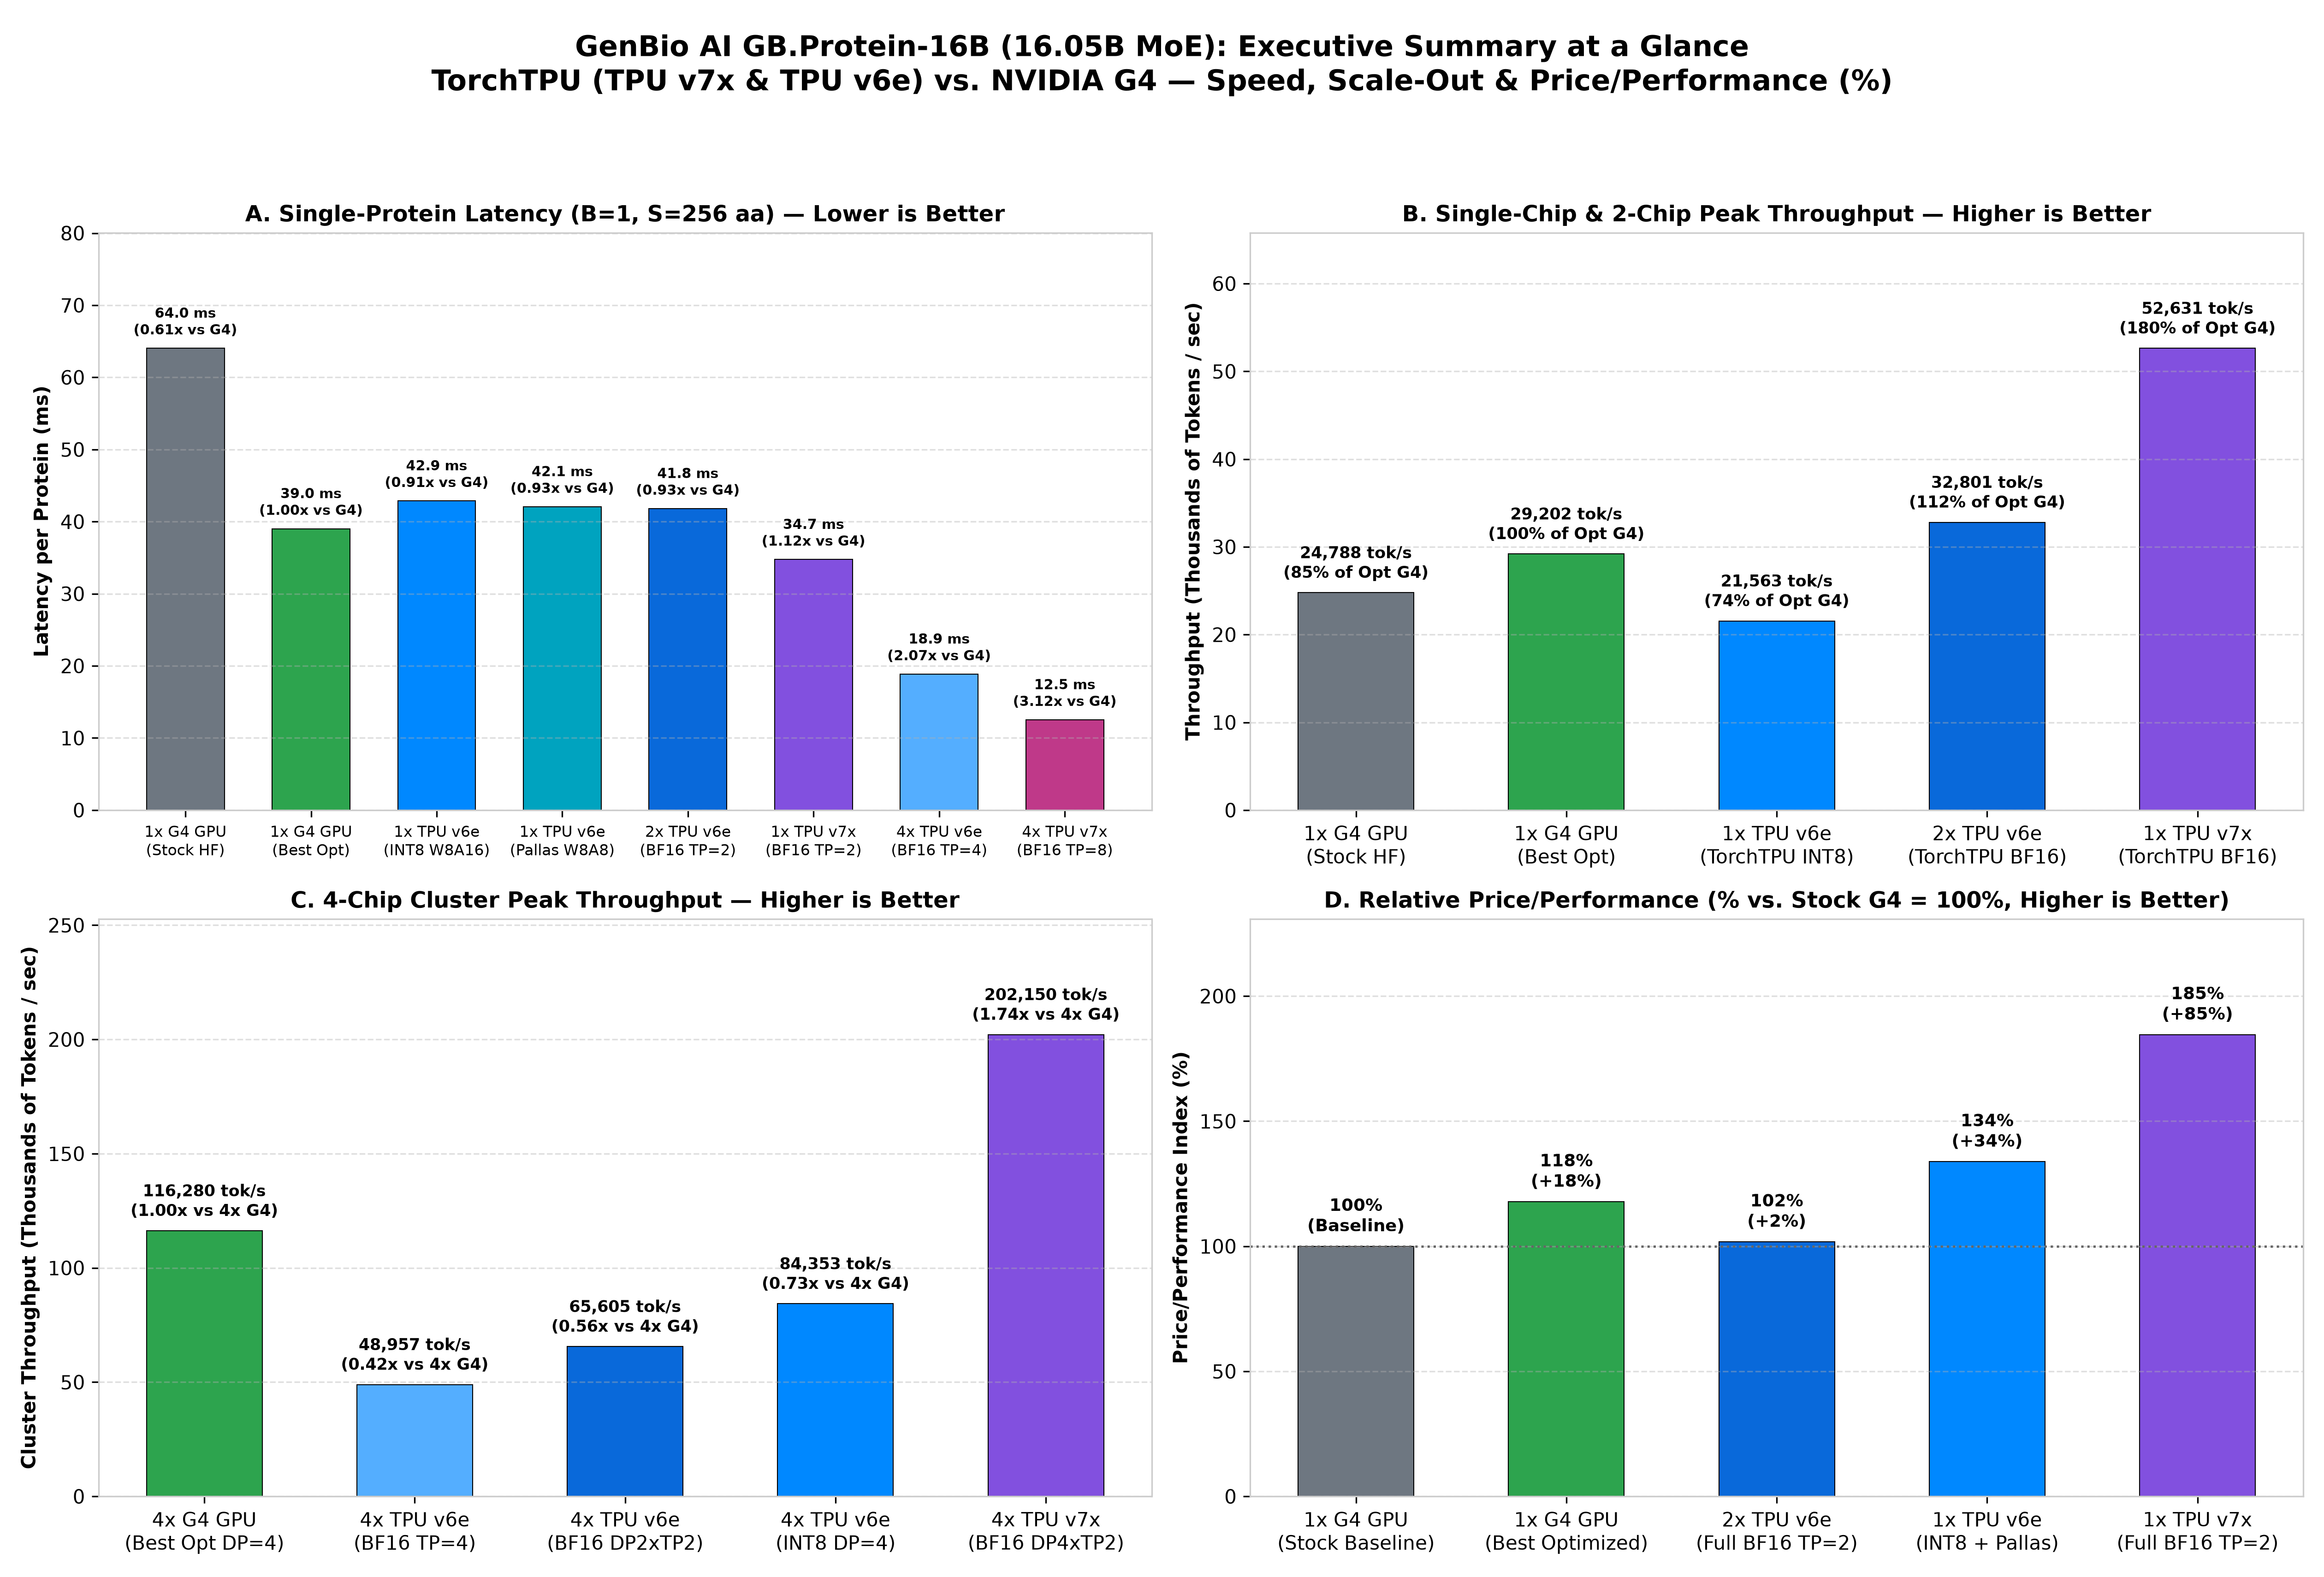 GenBio AI GB.Protein-16B (16.05B MoE): Executive Summary at a Glance
TorchTPU (TPU v7x & TPU v6e) vs. NVIDIA G4 — Speed, Scale-Out & Price/Performance (%)
A. Single-Protein Latency (B=1, S=256 aa) — Lower is Better
Latency per Protein (ms)
80
70
60
50
40
30
20
10
0
64.0 ms
(0.61x vs G4)
39.0 ms
(1.00x vs G4)
42.9 ms
(0.91x vs G4)
42.1 ms
(0.93x vs G4)
41.8 ms
(0.93x vs G4)
34.7 ms
(1.12x vs G4)
18.9 ms
(2.07x vs G4)
12.5 ms
(3.12x vs G4)
1x G4 GPU
(Stock HF)
1x G4 GPU
(Best Opt)
1x TPU v6e
(INT8 W8A16)
1x TPU v6e
(Pallas W8A8)
2x TPU v6e
(BF16 TP=2)
1x TPU v7x
(BF16 TP=2)
4x TPU v6e
(BF16 TP=4)
4x TPU v7x
(BF16 TP=8)
B. Single-Chip & 2-Chip Peak Throughput — Higher is Better
Throughput (Thousands of Tokens / sec)
60
50
40
30
20
10
0
24,788 tok/s
(85% of Opt G4)
29,202 tok/s
(100% of Opt G4)
21,563 tok/s
(74% of Opt G4)
32,801 tok/s
(112% of Opt G4)
52,631 tok/s
(180% of Opt G4)
1x G4 GPU
(Stock HF)
1x G4 GPU
(Best Opt)
1x TPU v6e
(TorchTPU INT8)
2x TPU v6e
(TorchTPU BF16)
1x TPU v7x
(TorchTPU BF16)
C. 4-Chip Cluster Peak Throughput — Higher is Better
Cluster Throughput (Thousands of Tokens / sec)
250
200
150
100
50
0
116,280 tok/s
(1.00x vs 4x G4)
48,957 tok/s
(0.42x vs 4x G4)
65,605 tok/s
(0.56x vs 4x G4)
84,353 tok/s
(0.73x vs 4x G4)
202,150 tok/s
(1.74x vs 4x G4)
4x G4 GPU
(Best Opt DP=4)
4x TPU v6e
(BF16 TP=4)
4x TPU v6e
(BF16 DP2xTP2)
4x TPU v6e
(INT8 DP=4)
4x TPU v7x
(BF16 DP4xTP2)
D. Relative Price/Performance (% vs. Stock G4 = 100%, Higher is Better)
Price/Performance Index (%)
200
150
100
50
0
100%
(Baseline)
118%
(+18%)
102%
(+2%)
134%
(+34%)
185%
(+85%)
1x G4 GPU
(Stock Baseline)
1x G4 GPU
(Best Optimized)
2x TPU v6e
(Full BF16 TP=2)
1x TPU v6e
(INT8 + Pallas)
1x TPU v7x
(Full BF16 TP=2)